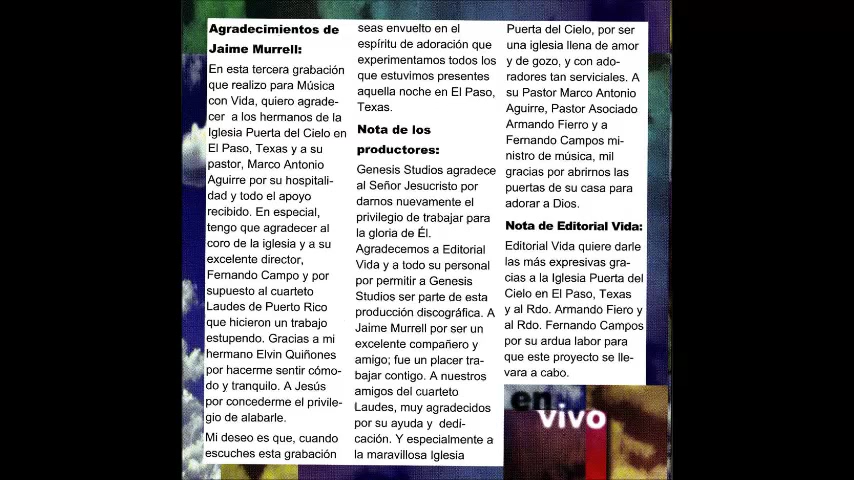 Agradecimientos de
Jaime Murrell:
En esta tercera grabación
que realizo para Música
con Vida, quiero agrade-
cer a los hermanos de la
Iglesia Puerta del Cielo en
El Paso, Texas y a su
pastor, Marco Antonio
Aguirre por su hospitali-
dad y todo el apoyo
recibido. En especial,
tengo que agradecer al
coro de la iglesia y a su
excelente director,
Fernando Campo y por
supuesto al cuarteto
Laudes de Puerto Rico
que hicieron un trabajo
estupendo. Gracias a mi
hermano Elvin Quiñones
por hacerme sentir cómo-
do y tranquilo. A Jesús
por concederme el privile-
gio de alabarle.
Mi deseo es que, cuando
escuches esta grabación
seas envuelto en el
espíritu de adoración que
experimentamos todos los
que estuvimos presentes
aquella noche en El Paso,
Texas.
Nota de los
productores:
Genesis Studios agradece
al Señor Jesucristo por
darnos nuevamente el
privilegio de trabajar para
la gloria de Él.
Agradecemos a Editorial
Vida y a todo su personal
por permitir a Genesis
Studios ser parte de esta
producción discográfica. A
Jaime Murrell por ser un
excelente compañero y
amigo; fue un placer tra-
bajar contigo. A nuestros
amigos del cuarteto
Laudes, muy agradecidos
por su ayuda y dedi-
cación. Y especialmente a
la maravillosa Iglesia
Puerta del Cielo, por ser
una iglesia llena de amor
y de gozo, y con ado-
radores tan serviciales. A
su Pastor Marco Antonio
Aguirre, Pastor Asociado
Armando Fierro y a
Fernando Campos mi-
nistro de música, mil
gracias por abrirnos las
puertas de su casa para
adorar a Dios.
Nota de Editorial Vida:
Editorial Vida quiere darle
las más expresivas gra-
cias a la Iglesia Puerta del
Cielo en El Paso, Texas
y al Rdo. Armando Fiero y
al Rdo. Fernando Campos
por su ardua labor para
que este proyecto se lle-
vara a cabo.
en
vivo